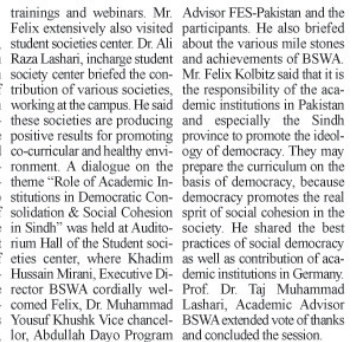 trainings and webinars. Mr.
Felix extensively also visited
student societies center. Dr. Ali
Raza Lashari, incharge student
society center briefed the con-
tribution of various societies,
working at the campus. He said
these societies are producing
positive results for promoting
co-curricular and healthy envi-
ronment. A dialogue on the
theme "Role of Academic In-
stitutions in Democratic Con-
solidation & Social Cohesion
in Sindh" was held at Audito-
rium Hall of the Student soci-
eties center, where Khadim
Hussain Mirani, Executive Di-
rector BSWA cordially wel-
comed Felix, Dr. Muhammad
Yousuf Khushk Vice chancel-
lor, Abdullah Dayo Program
Advisor FES-Pakistan and the
participants. He also briefed
about the various mile stones
and achievements of BSWA.
Mr. Felix Kolbitz said that it is
the responsibility of the aca-
demic institutions in Pakistan
and especially the Sindh
province to promote the ideol-
ogy of democracy. They may
prepare the curriculum on the
basis of democracy, because
democracy promotes the real
sprit of social cohesion in the
society. He shared the best
practices of social democracy
as well as contribution of aca-
demic institutions in Germany.
Prof. Dr. Taj Muhammad
Lashari, Academic Advisor
BSWA extended vote of thanks
and concluded the session.